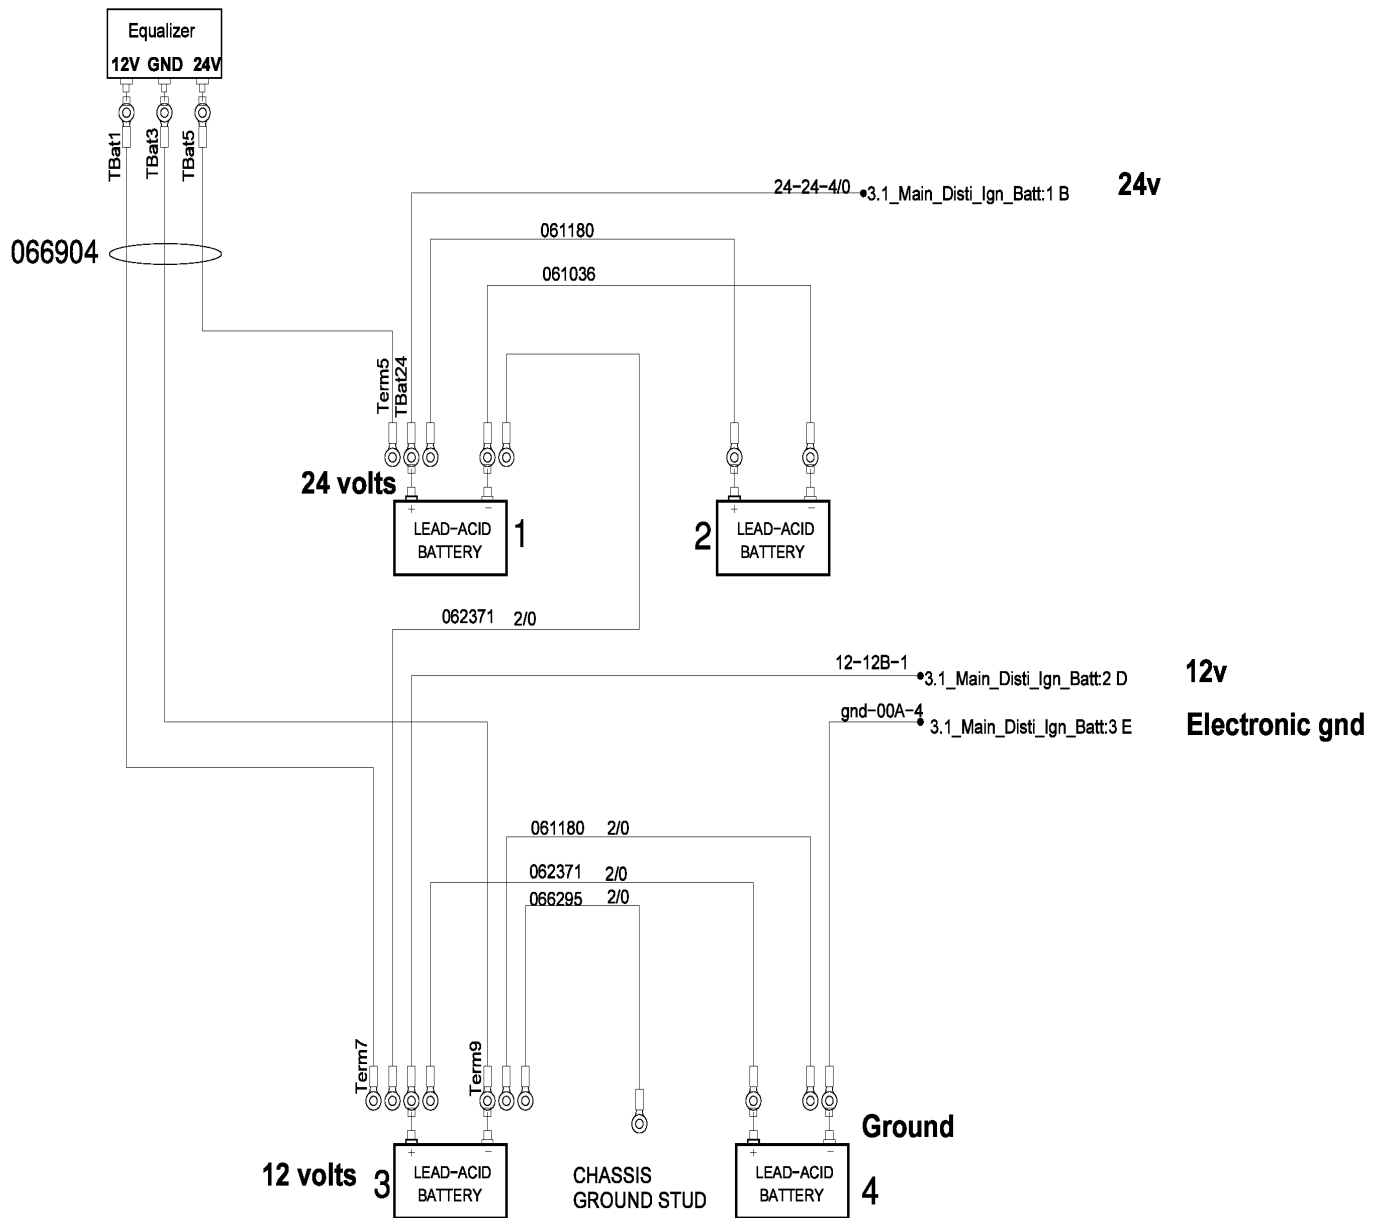 Equalizer
12V GND 24V
TBat1
TBat3
TBat5
066904
24-24-4/0
3.1_Main_Disti_Ign_Batt:1 B
24v
061180
061036
Term5
TBat24
24 volts
+
-
LEAD-ACID
BATTERY
1
2
+
-
LEAD-ACID
BATTERY
062371 2/0
12-12B-1
3.1_Main_Disti_Ign_Batt:2 D
12v
gnd-00A-4
3.1_Main_Disti_Ign_Batt:3 E
Electronic gnd
061180 2/0
062371 2/0
066295 2/0
Term7
Term9
12 volts
3
+
-
LEAD-ACID
BATTERY
CHASSIS
GROUND STUD
Ground
+
-
LEAD-ACID
BATTERY
4